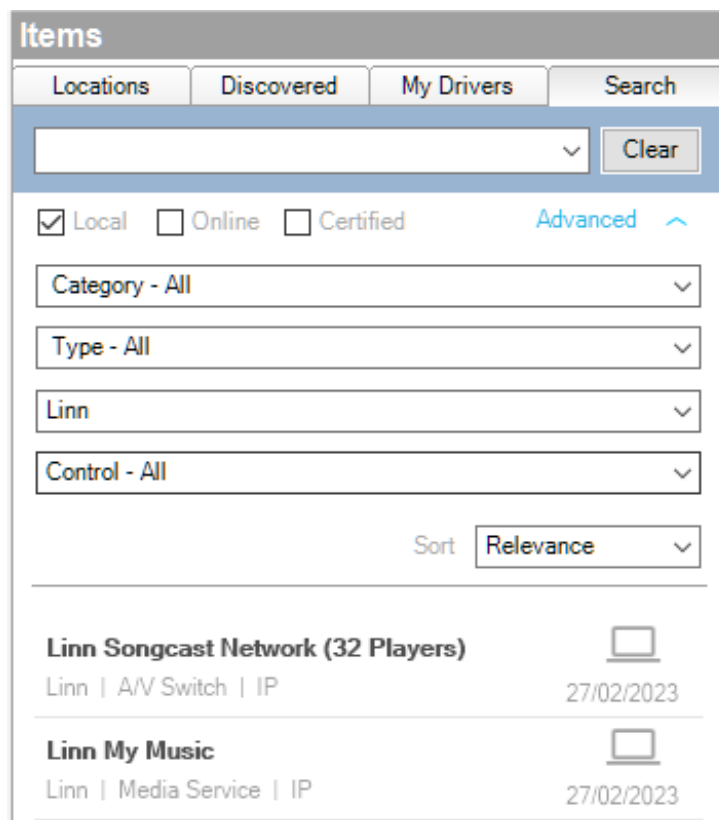 Items
Locations Discovered My Drivers Search
Clear
Local Online Certified Advanced
Category - All
Type - All
Linn
Control - All
Sort Relevance
Linn Songcast Network (32 Players)
Linn | A/V Switch | IP 27/02/2023
Linn My Music
Linn | Media Service | IP 27/02/2023